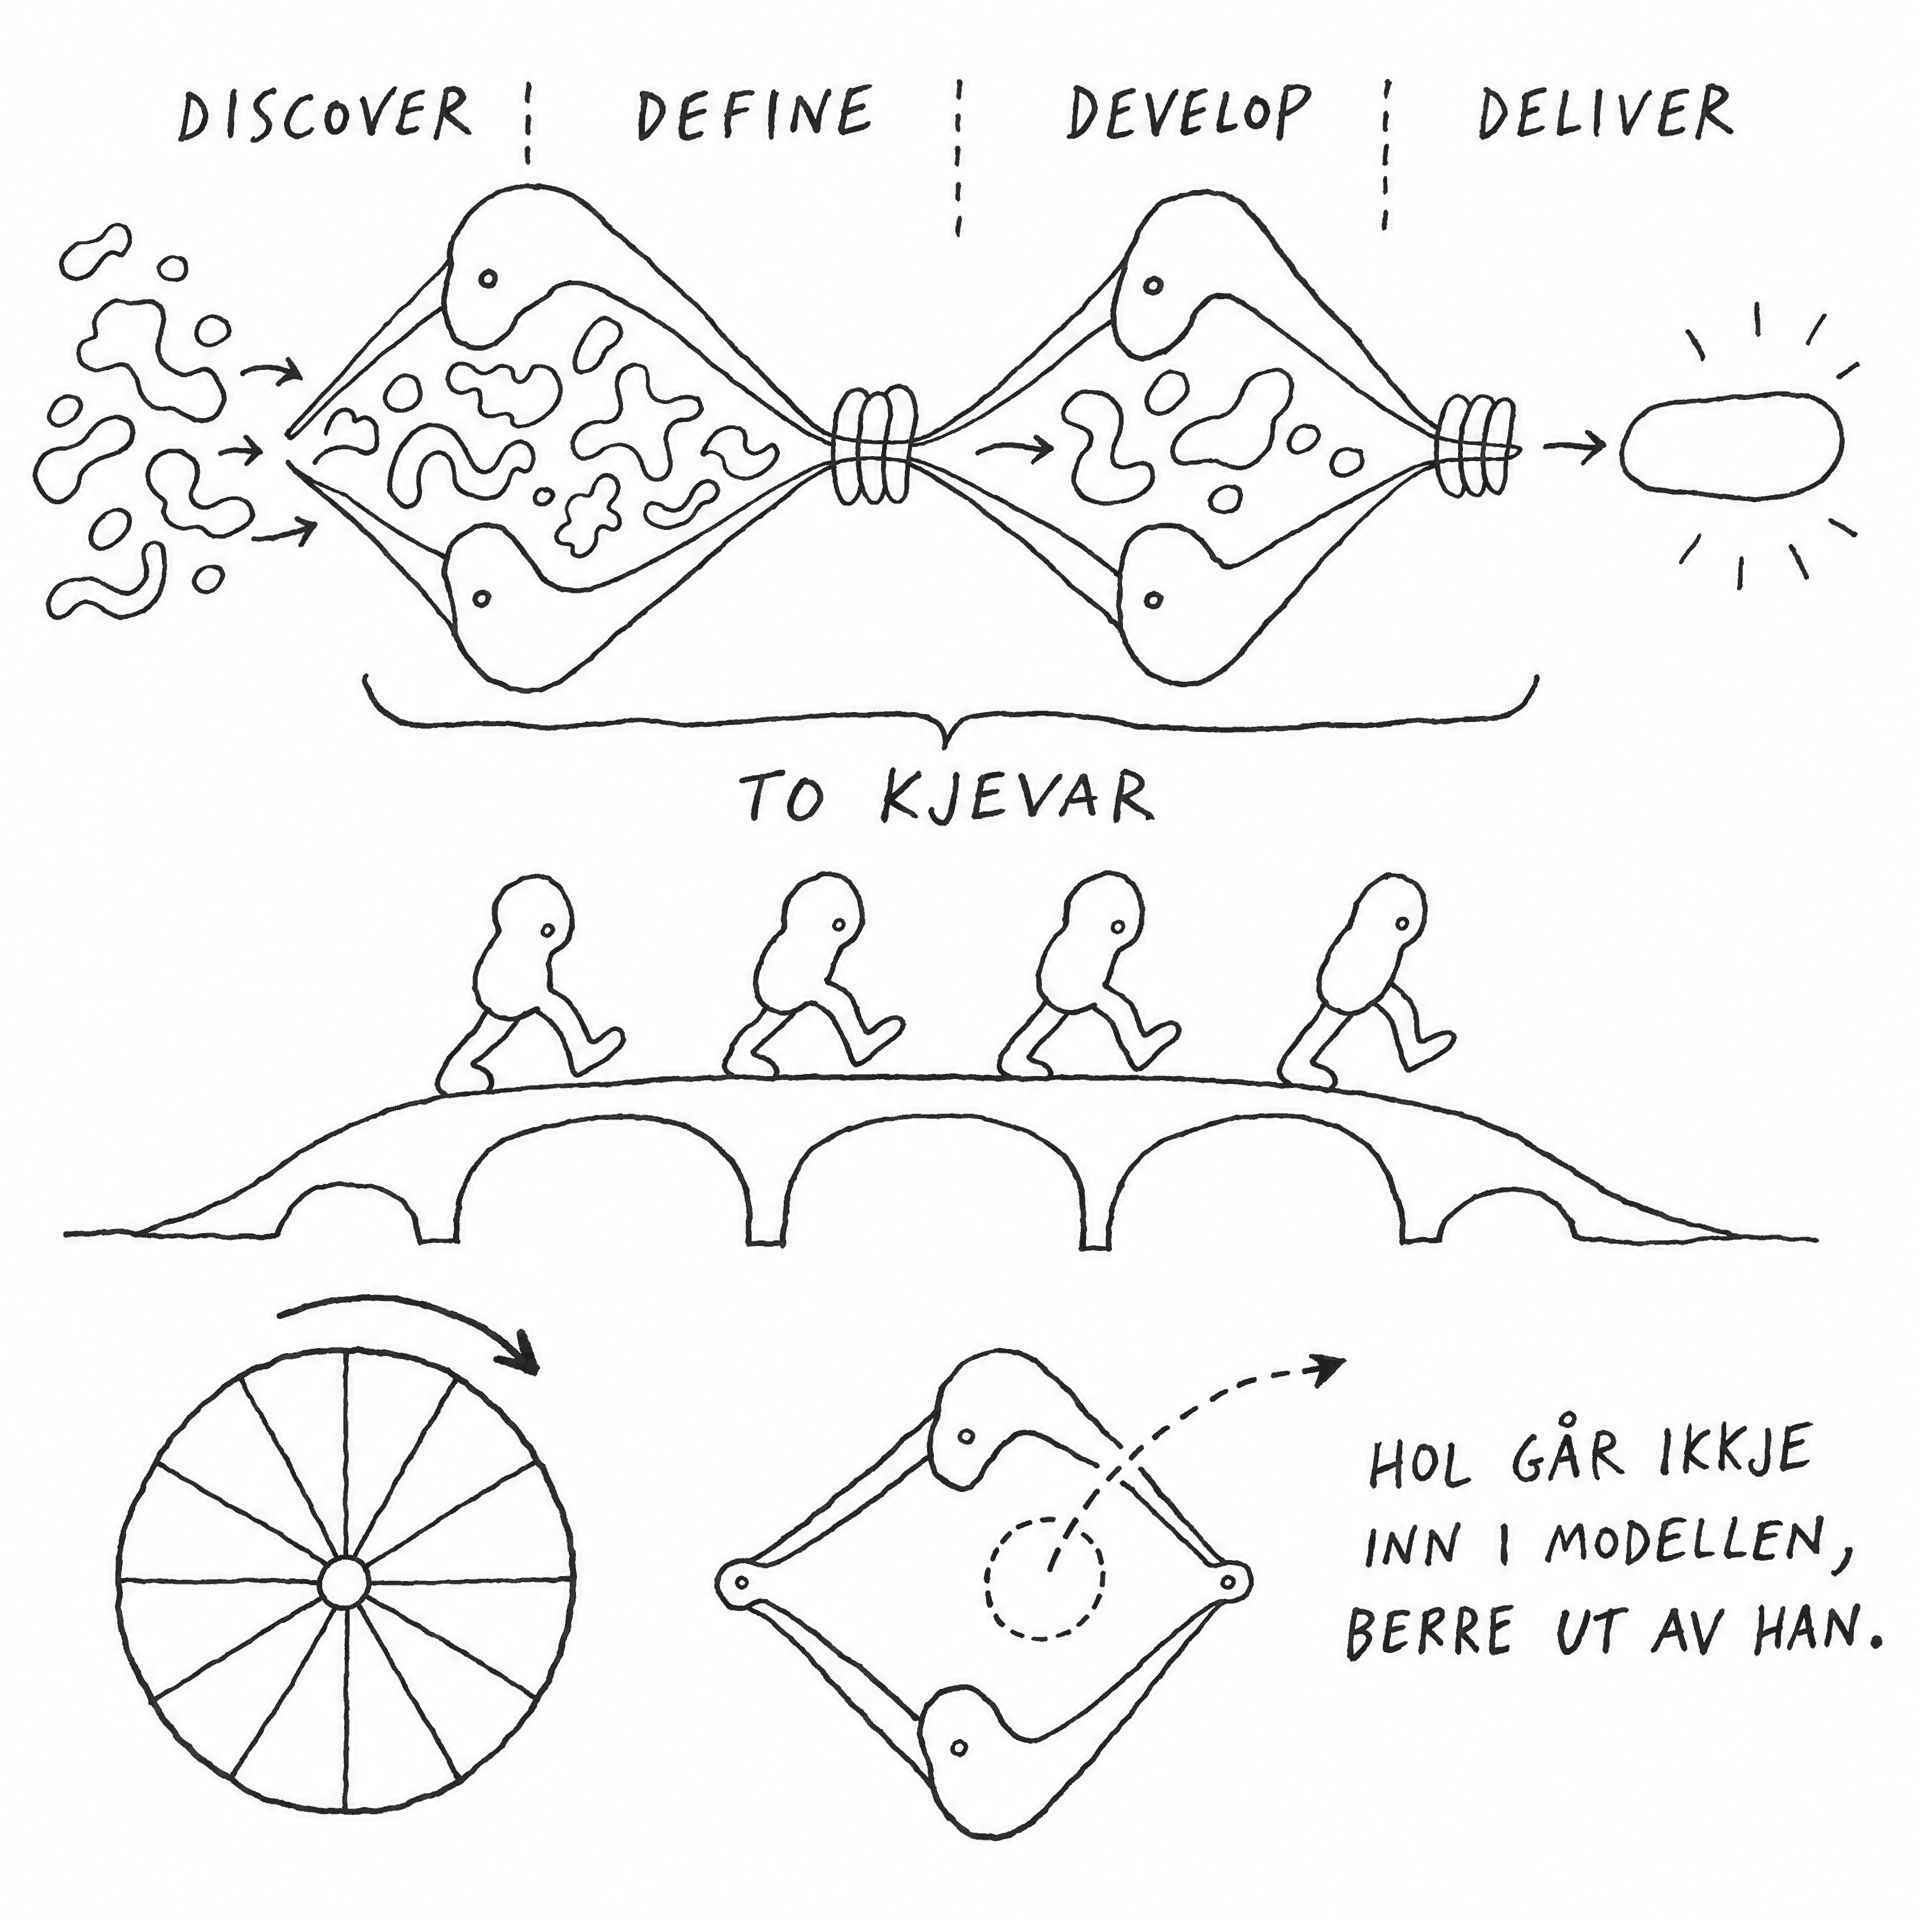 DISCOVER DEFINE DEVELOP DELIVER
TO KJEVAR
HOL GÅR IKKJE
INN I MODELLEN,
BERRE UT AV HAN.